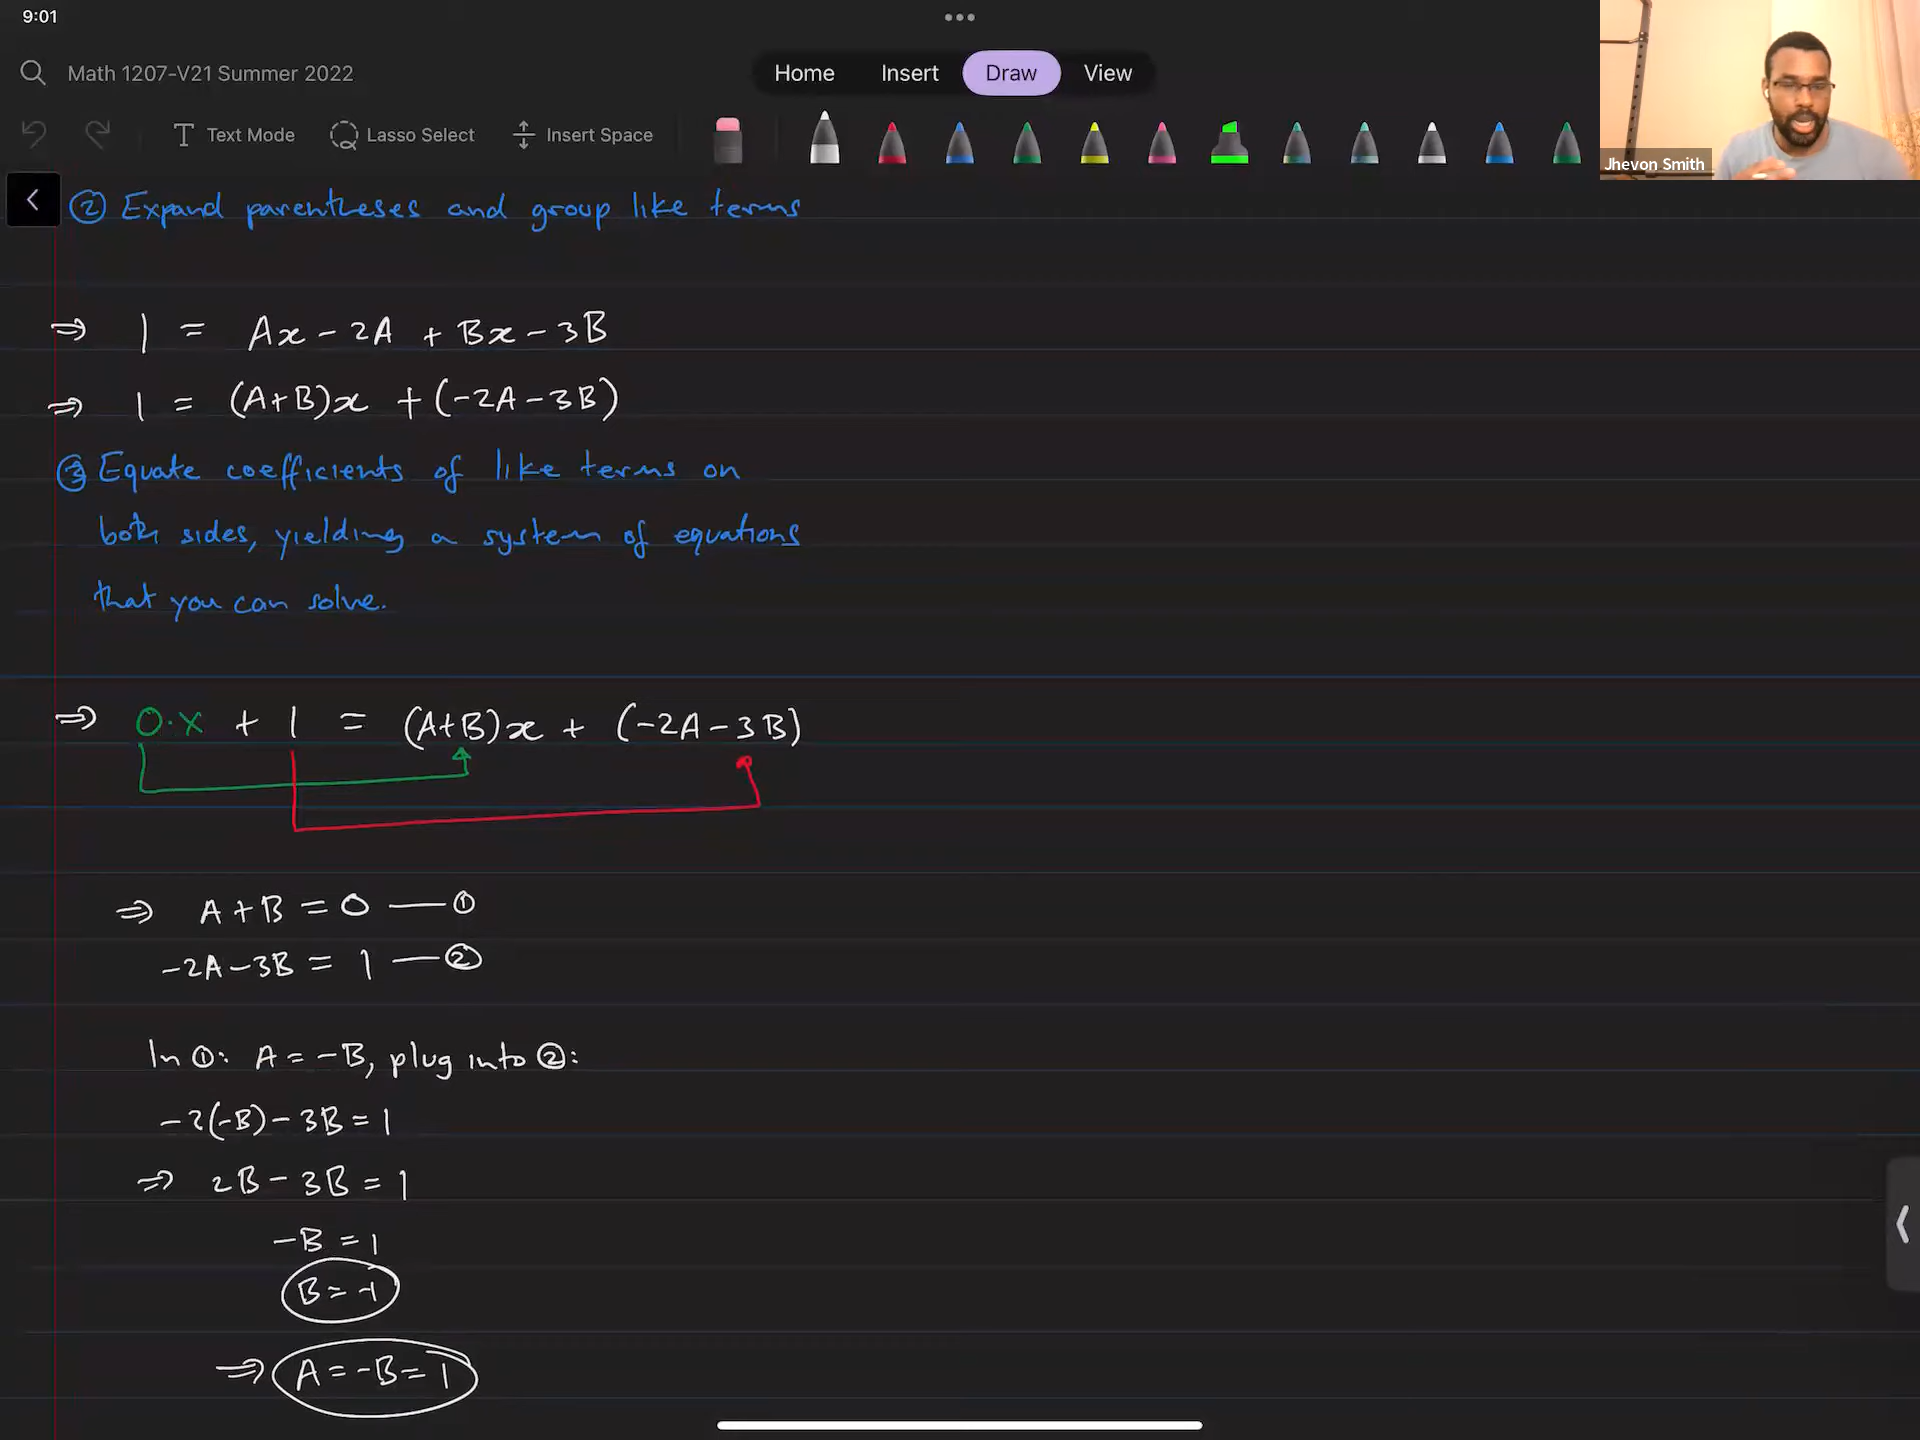 9:01
Math 1207-V21 Summer 2022
Home Insert Draw View
Text Mode Lasso Select Insert Space
Jhevon Smith
② Expand parentheses and group like terms
⇒ 1 = Ax - 2A + Bx - 3B
⇒ 1 = (A+B)x + (-2A - 3B)
③ Equate coefficients of like terms on
both sides, yielding a system of equations
that you can solve.
⇒ 0·x + 1 = (A+B)x + (-2A - 3B)
⇒ A + B = 0 — ①
-2A - 3B = 1 — ②
In ①: A = -B, plug into ②:
-2(-B) - 3B = 1
⇒ 2B - 3B = 1
-B = 1
B = -1
⇒ A = -B = 1